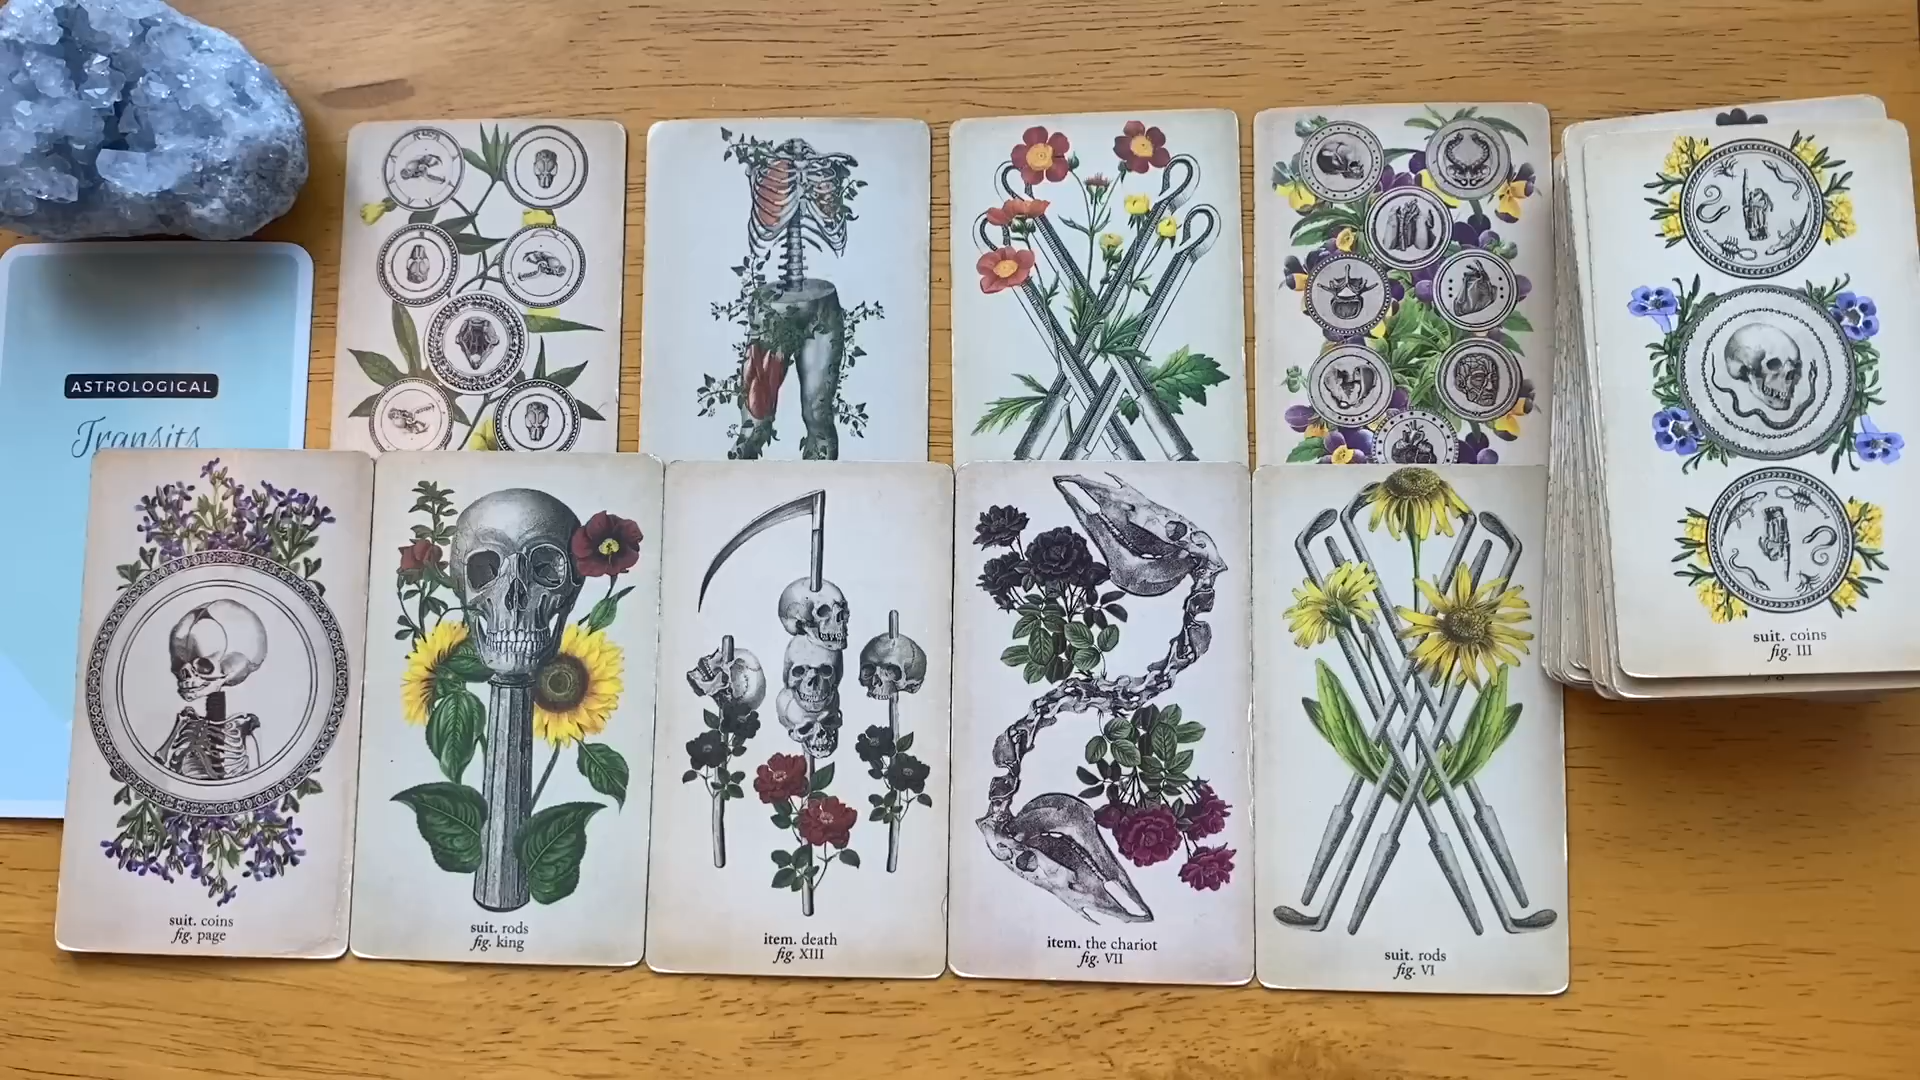 ASTROLOGICAL
Transits
suit. coins
fig. page
suit. rods
fig. king
item. death
fig. XIII
item. the chariot
fig. VII
suit. rods
fig. VI
suit. coins
fig. III